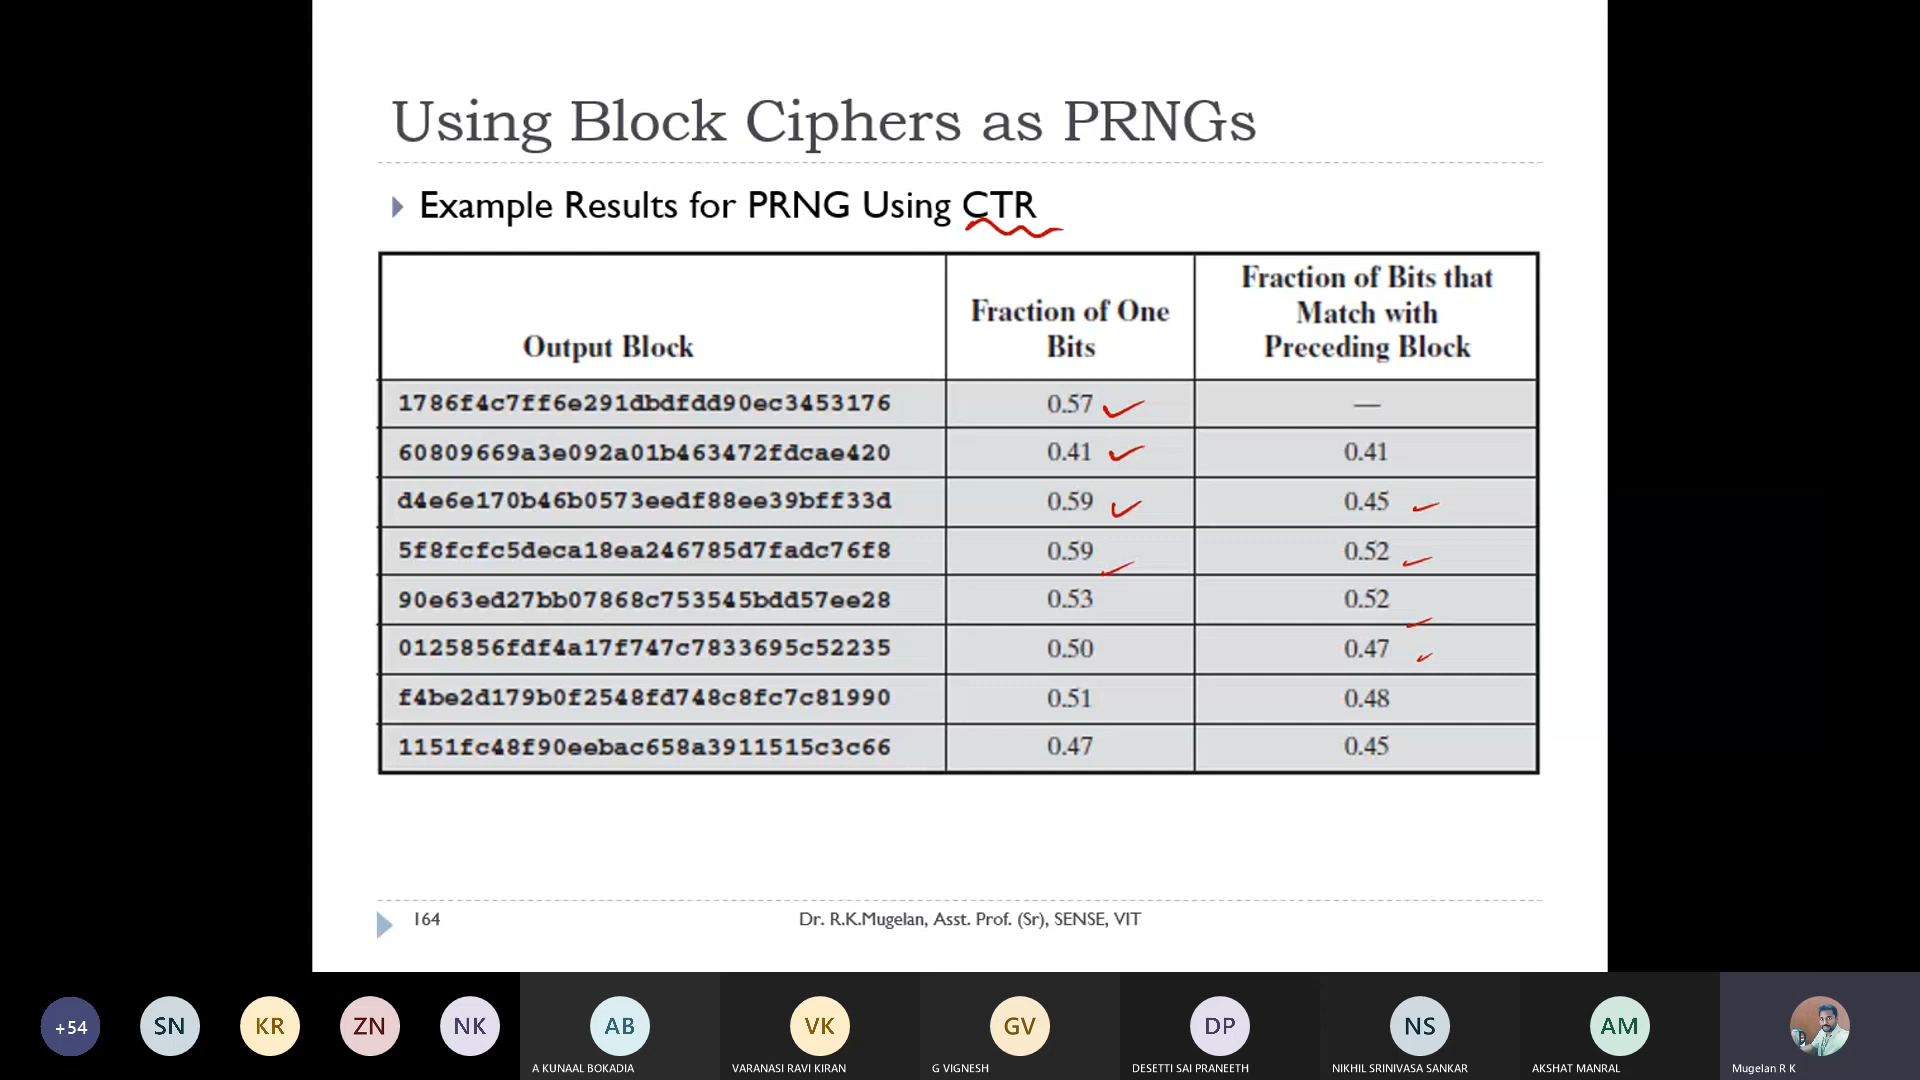 Using Block Ciphers as PRNGs
Example Results for PRNG Using CTR
Output Block
Fraction of One
Bits
Fraction of Bits that
Match with
Preceding Block
1786f4c7ff6e291dbdfdd90ec3453176 0.57 —
60809669a3e092a01b463472fdcae420 0.41 0.41
d4e6e170b46b0573eedf88ee39bff33d 0.59 0.45
5f8fcfc5deca18ea246785d7fadc76f8 0.59 0.52
90e63ed27bb07868c753545bdd57ee28 0.53 0.52
0125856fdf4a17f747c7833695c52235 0.50 0.47
f4be2d179b0f2548fd748c8fc7c81990 0.51 0.48
1151fc48f90eebac658a3911515c3c66 0.47 0.45
164 Dr. R.K.Mugelan, Asst. Prof. (Sr), SENSE, VIT
+54 SN KR ZN NK AB VK GV DP NS AM
A KUNAAL BOKADIA VARANASI RAVI KIRAN G VIGNESH DESETTI SAI PRANEETH NIKHIL SRINIVASA SANKAR AKSHAT MANRAL Mugelan R K